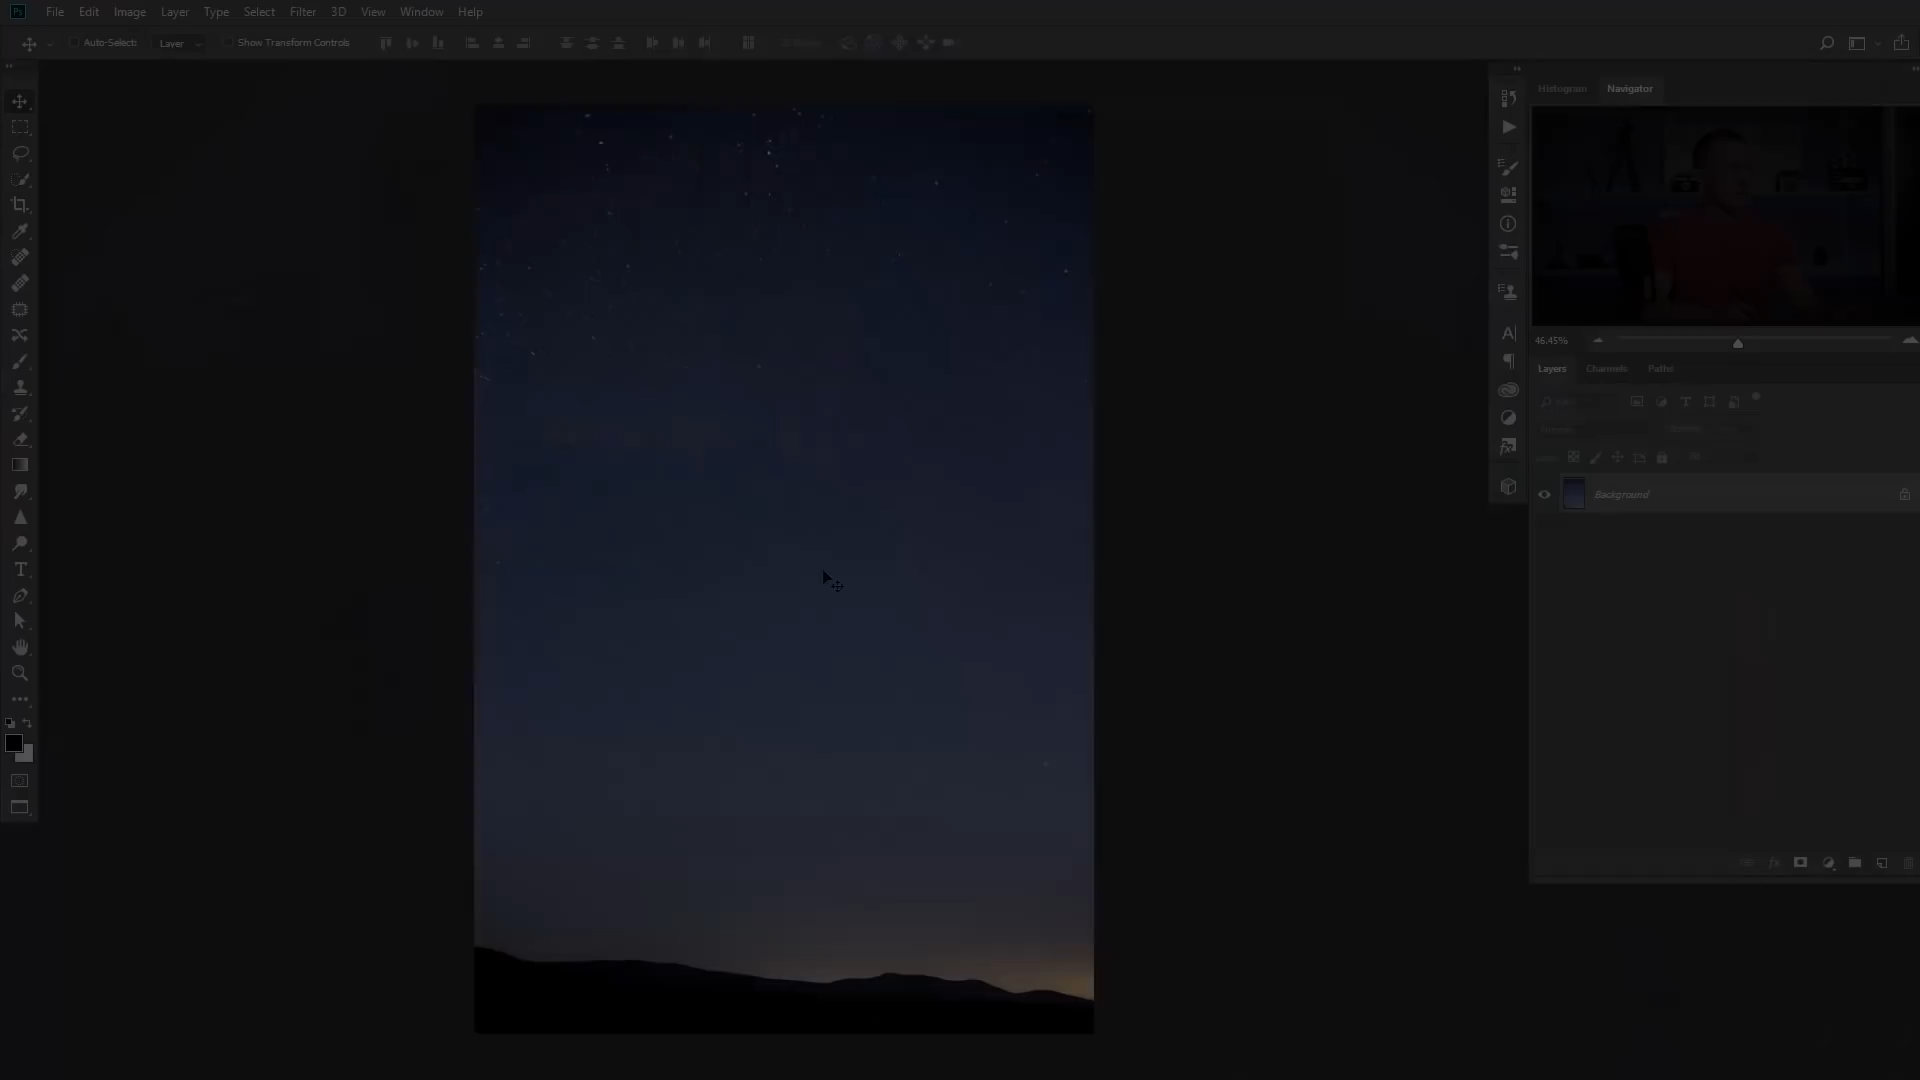 Ps File Edit Image Layer Type Select Filter 3D View Window Help
Auto-Select: Layer Show Transform Controls
Histogram Navigator
46.45%
Layers Channels Paths
Background